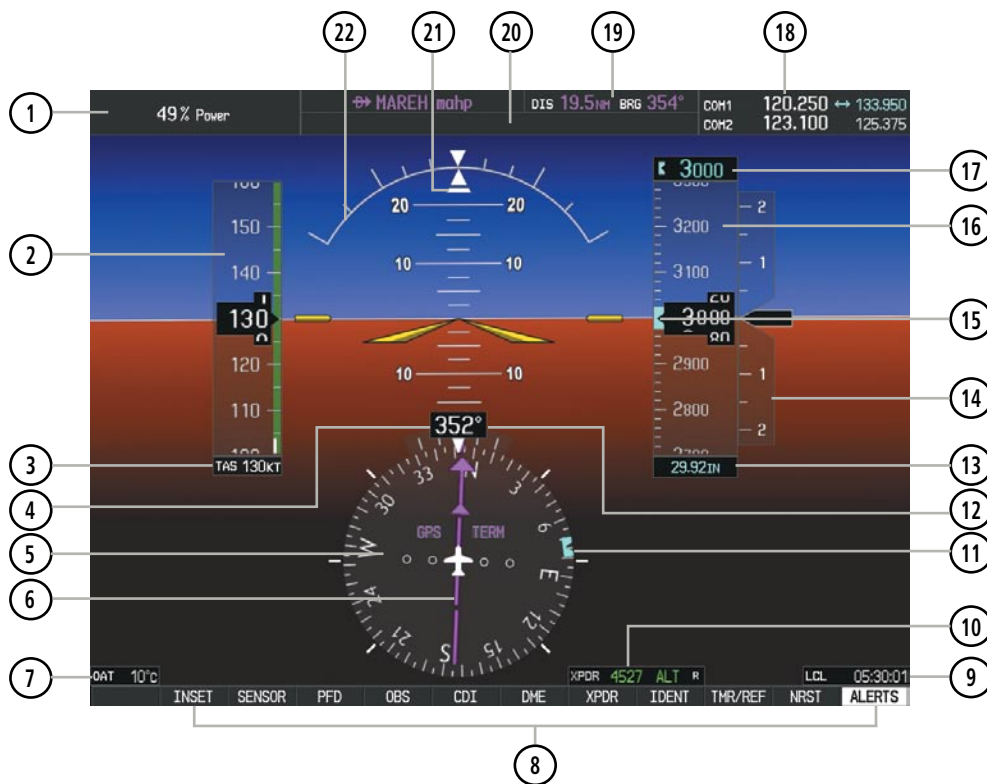 22 21 20 19 18
1 49% Power MAREH mahp DIS 19.5NM BRG 354° COM1 120.250 ↔ 133.950
COM2 123.100 125.375
3000 17
20 20 2 16
2 150 3200
140 10 10 3100 1
130 3000 15
20
80
120 2900
10 10 1 14
110 2800
2
352°
3 TAS 130KT 29.92IN 13
4 33 N 3 12
30 6
GPS TERM 11
5 W E
6 24 12
21 S 15
10
7 OAT 10°C XPDR 4527 ALT R LCL 05:30:01 9
INSET SENSOR PFD OBS CDI DME XPDR IDENT TMR/REF NRST ALERTS
8